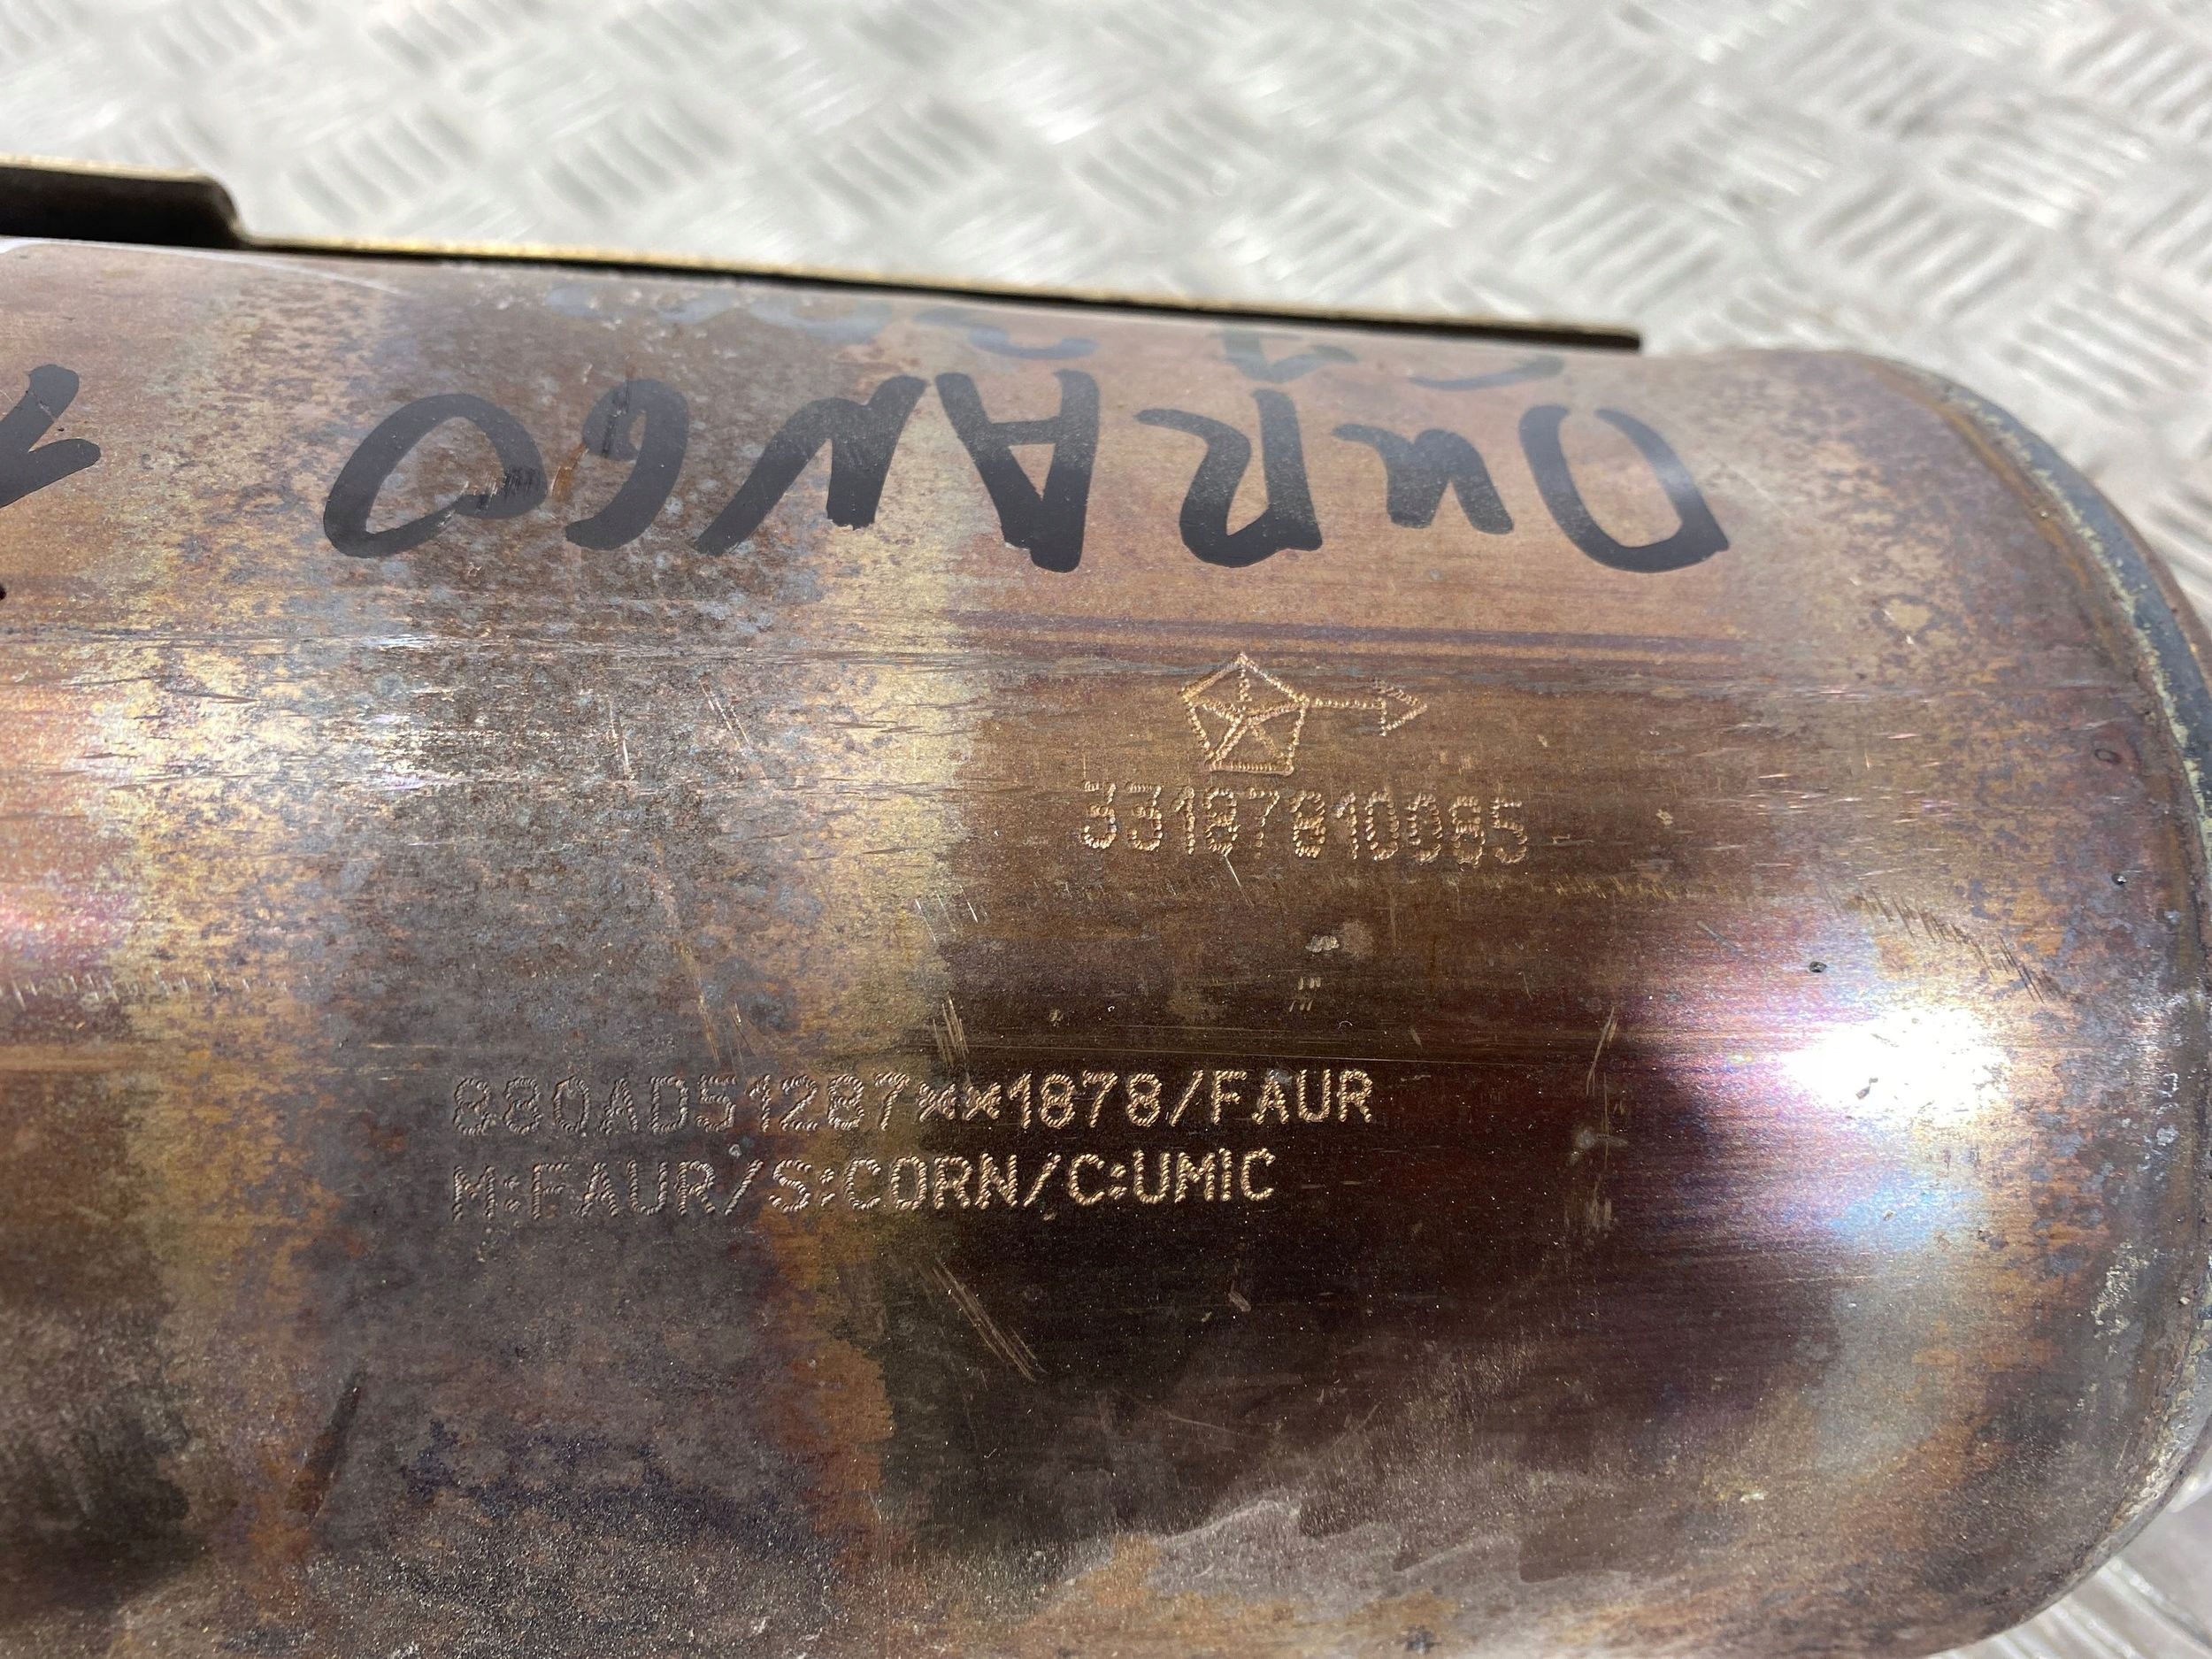 DuRANGO
33187810085
880AD51287**1878/FAUR
M:FAUR/S:CORN/C:UMIC